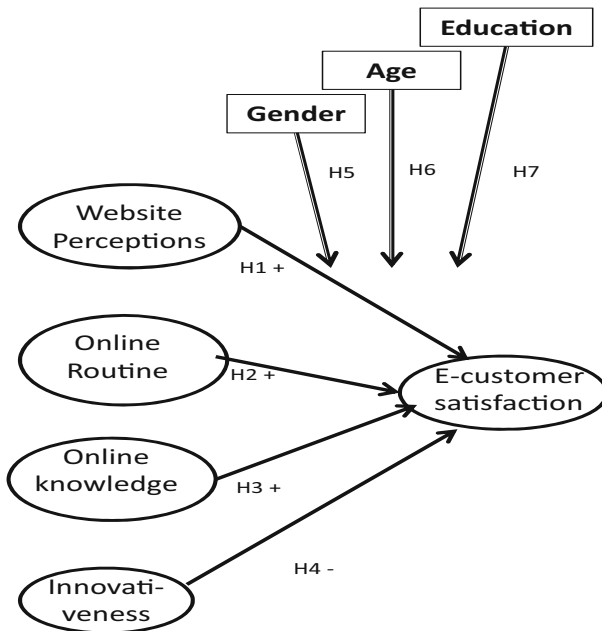 Education
Age
Gender
H5
H6
H7
Website
Perceptions
H1 +
Online
Routine
H2 +
E-customer
satisfaction
Online
knowledge
H3 +
H4 -
Innovati-
veness